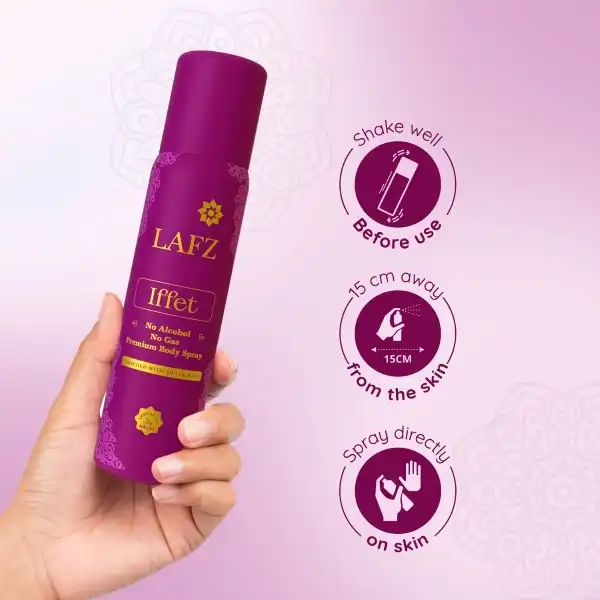 LAFZ
Iffet
No Alcohol
No Gas
Premium Body Spray
Shake well
Before use
15 cm away
15CM
from the skin
Spray directly
on skin